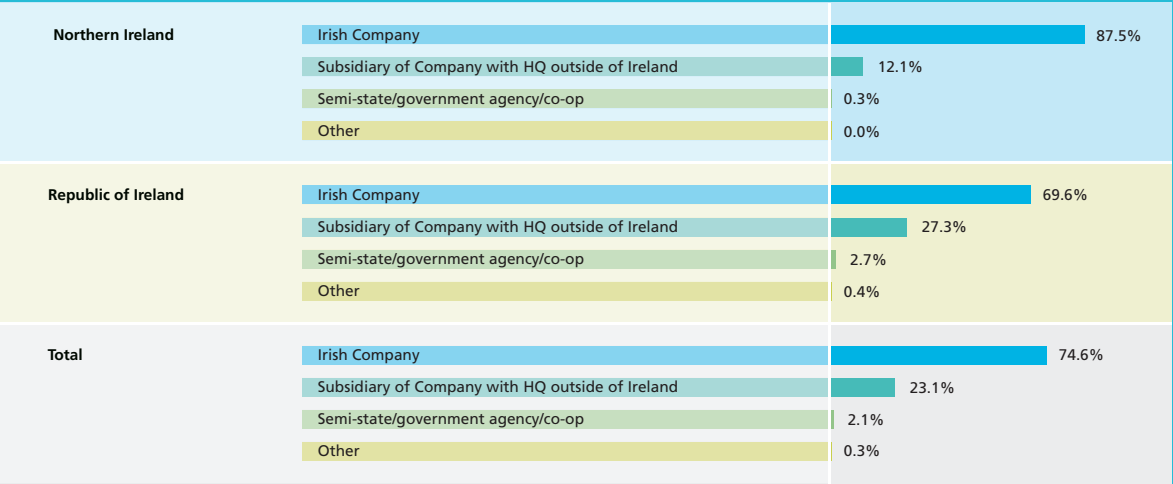 Northern Ireland
Irish Company 87.5%
Subsidiary of Company with HQ outside of Ireland 12.1%
Semi-state/government agency/co-op 0.3%
Other 0.0%
Republic of Ireland
Irish Company 69.6%
Subsidiary of Company with HQ outside of Ireland 27.3%
Semi-state/government agency/co-op 2.7%
Other 0.4%
Total
Irish Company 74.6%
Subsidiary of Company with HQ outside of Ireland 23.1%
Semi-state/government agency/co-op 2.1%
Other 0.3%